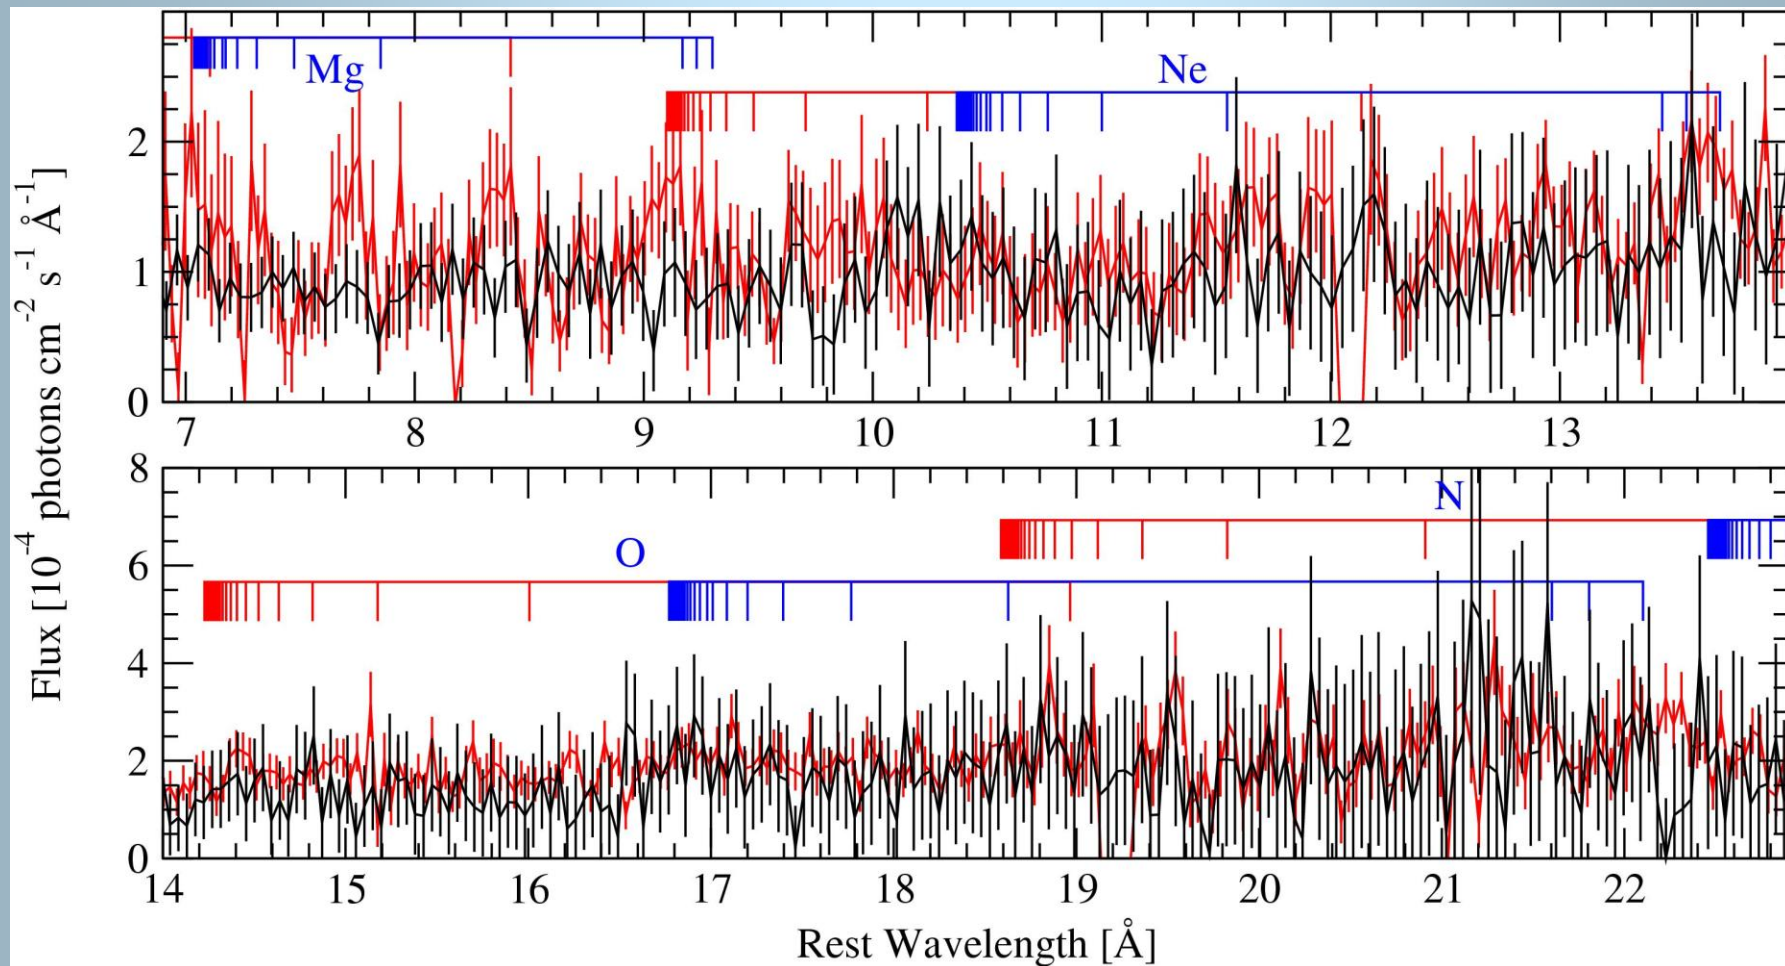 Mg
Ne
2
1
0
7 8 9 10 11 12 13
Flux [10⁻⁴ photons cm⁻² s⁻¹ Å⁻¹]
8
N
O
6
4
2
0
14 15 16 17 18 19 20 21 22
Rest Wavelength [Å]